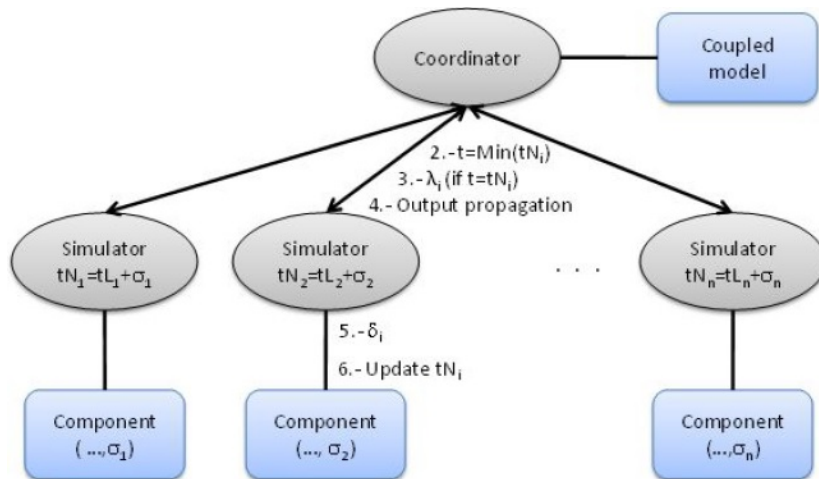 Coordinator
Coupled
model
2.-t=Min(tNᵢ)
3.-λᵢ(if t=tNᵢ)
4.-Output propagation
Simulator
tN₁=tL₁+σ₁
Simulator
tN₂=tL₂+σ₂
. . .
Simulator
tNₙ=tLₙ+σₙ
5.-δᵢ
6.-Update tNᵢ
Component
( ...,σ₁)
Component
(..., σ₂)
Component
(...,σₙ)